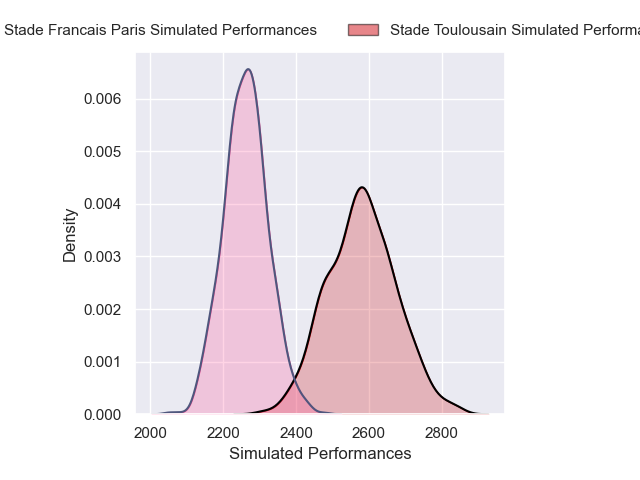 Stade Francais Paris Simulated Performances
Stade Toulousain Simulated Performa
0.006
0.005
0.004
0.003
0.002
0.001
0.000
Density
2000 2200 2400 2600 2800
Simulated Performances